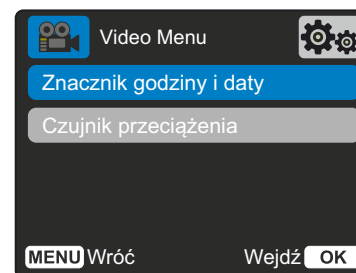 Video Menu
Znacznik godziny i daty
Czujnik przeciążenia
MENU Wróć Wejdź OK